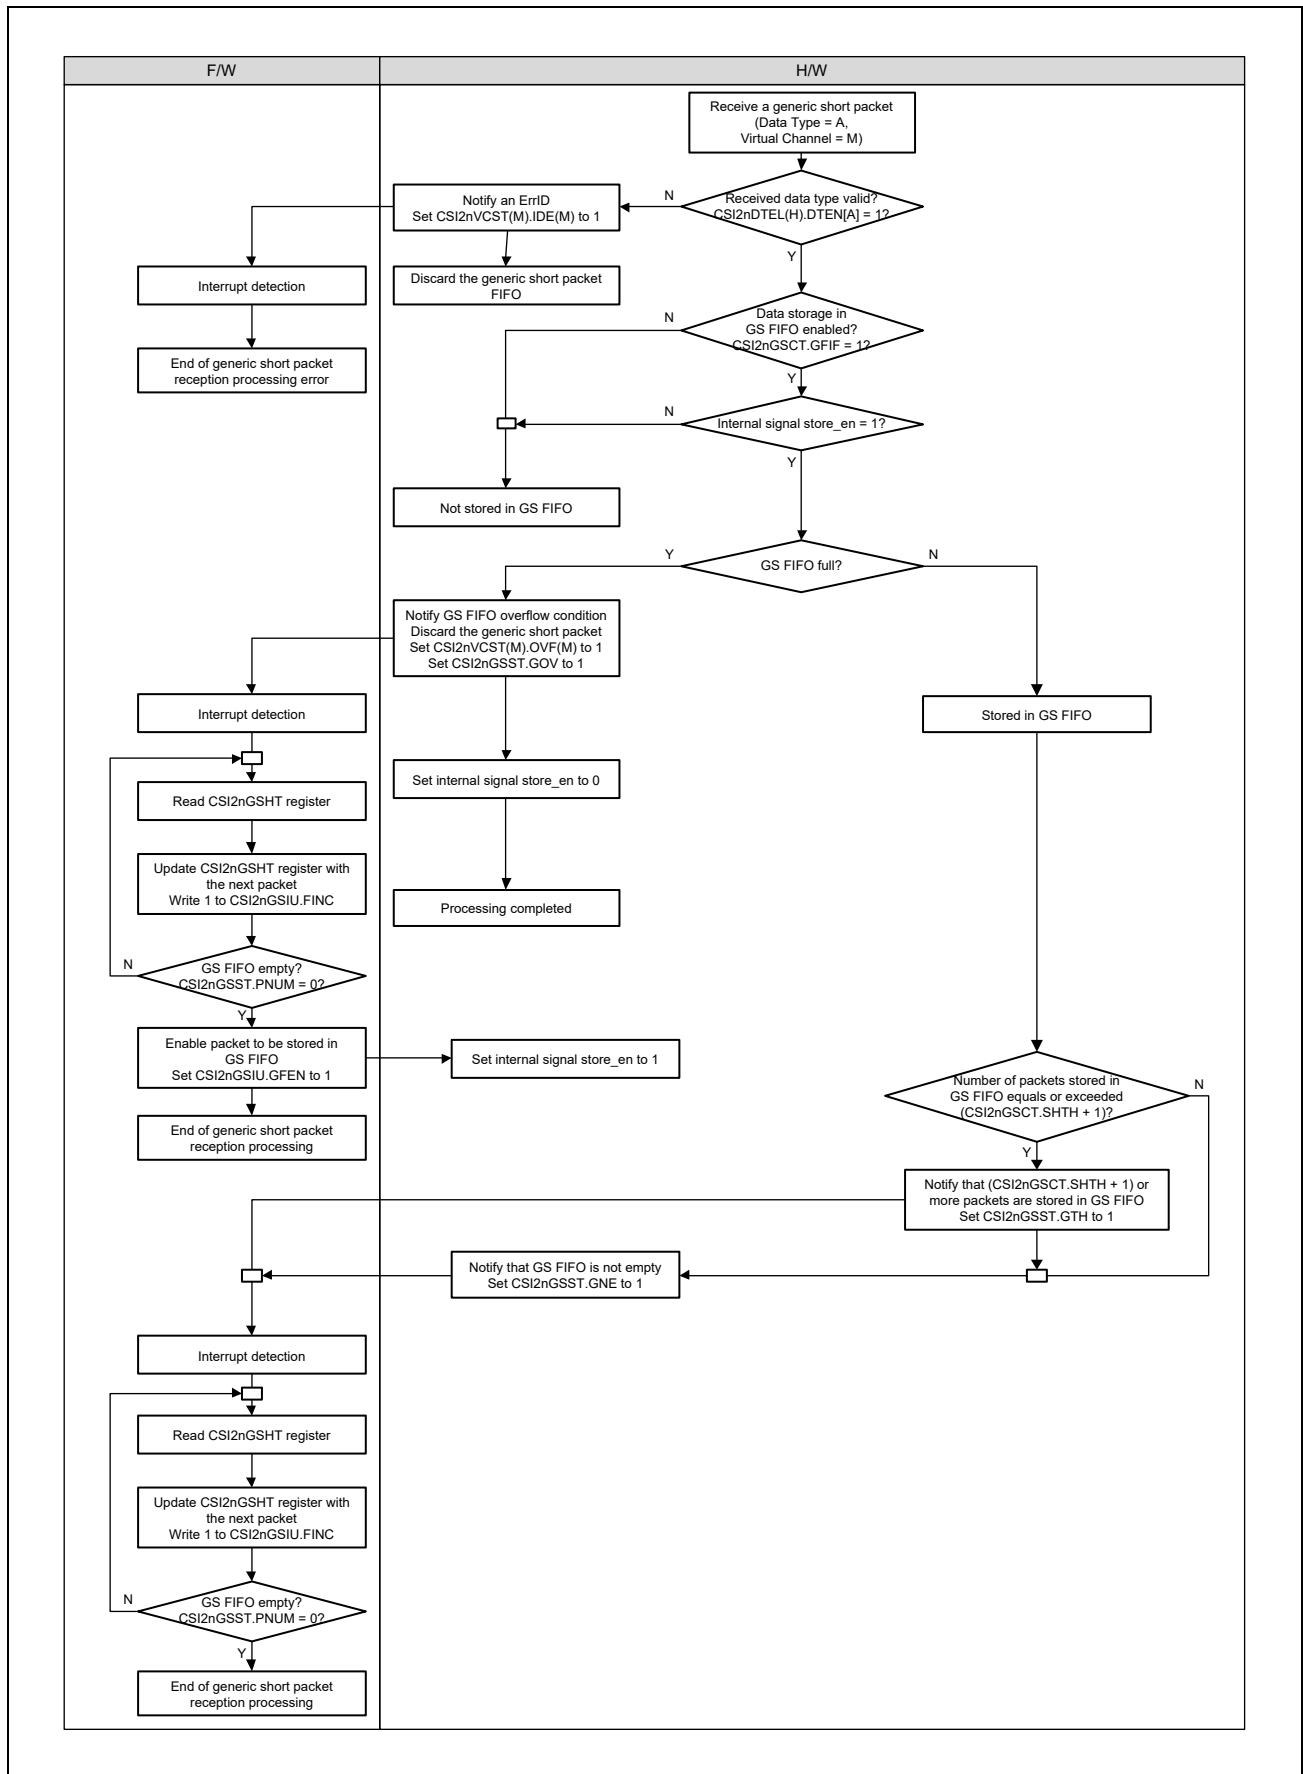 F/W
H/W
Receive a generic short packet
(Data Type = A,
Virtual Channel = M)
Received data type valid?
CSI2nDTEL(H).DTEN[A] = 1?
N
Y
Notify an ErrID
Set CSI2nVCST(M).IDE(M) to 1
Discard the generic short packet
FIFO
Interrupt detection
End of generic short packet
reception processing error
Data storage in
GS FIFO enabled?
CSI2nGSCT.GFIF = 1?
N
Y
Internal signal store_en = 1?
N
Y
Not stored in GS FIFO
GS FIFO full?
Y
N
Notify GS FIFO overflow condition
Discard the generic short packet
Set CSI2nVCST(M).OVF(M) to 1
Set CSI2nGSST.GOV to 1
Interrupt detection
Stored in GS FIFO
Set internal signal store_en to 0
Read CSI2nGSHT register
Update CSI2nGSHT register with
the next packet
Write 1 to CSI2nGSIU.FINC
Processing completed
GS FIFO empty?
CSI2nGSST.PNUM = 0?
N
Y
Enable packet to be stored in
GS FIFO
Set CSI2nGSIU.GFEN to 1
Set internal signal store_en to 1
End of generic short packet
reception processing
Number of packets stored in
GS FIFO equals or exceeded
(CSI2nGSCT.SHTH + 1)?
N
Y
Notify that (CSI2nGSCT.SHTH + 1) or
more packets are stored in GS FIFO
Set CSI2nGSST.GTH to 1
Notify that GS FIFO is not empty
Set CSI2nGSST.GNE to 1
Interrupt detection
Read CSI2nGSHT register
Update CSI2nGSHT register with
the next packet
Write 1 to CSI2nGSIU.FINC
GS FIFO empty?
CSI2nGSST.PNUM = 0?
N
Y
End of generic short packet
reception processing